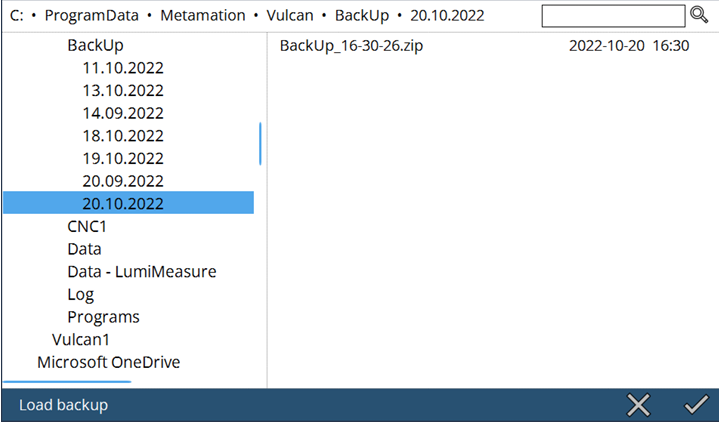 C: • ProgramData • Metamation • Vulcan • BackUp • 20.10.2022
BackUp
11.10.2022
13.10.2022
14.09.2022
18.10.2022
19.10.2022
20.09.2022
20.10.2022
CNC1
Data
Data - LumiMeasure
Log
Programs
Vulcan1
Microsoft OneDrive
BackUp_16-30-26.zip 2022-10-20 16:30
Load backup